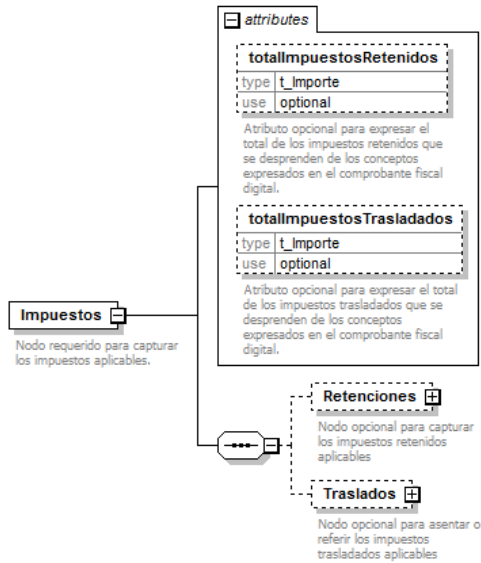 attributes
totalImpuestosRetenidos
type t_Importe
use optional
Atributo opcional para expresar el
total de los impuestos retenidos que
se desprenden de los conceptos
expresados en el comprobante fiscal
digital.
totalImpuestosTrasladados
type t_Importe
use optional
Atributo opcional para expresar el total
de los impuestos trasladados que se
desprenden de los conceptos
expresados en el comprobante fiscal
digital.
Impuestos
Nodo requerido para capturar
los impuestos aplicables.
Retenciones
Nodo opcional para capturar
los impuestos retenidos
aplicables
Traslados
Nodo opcional para asentar o
referir los impuestos
trasladados aplicables